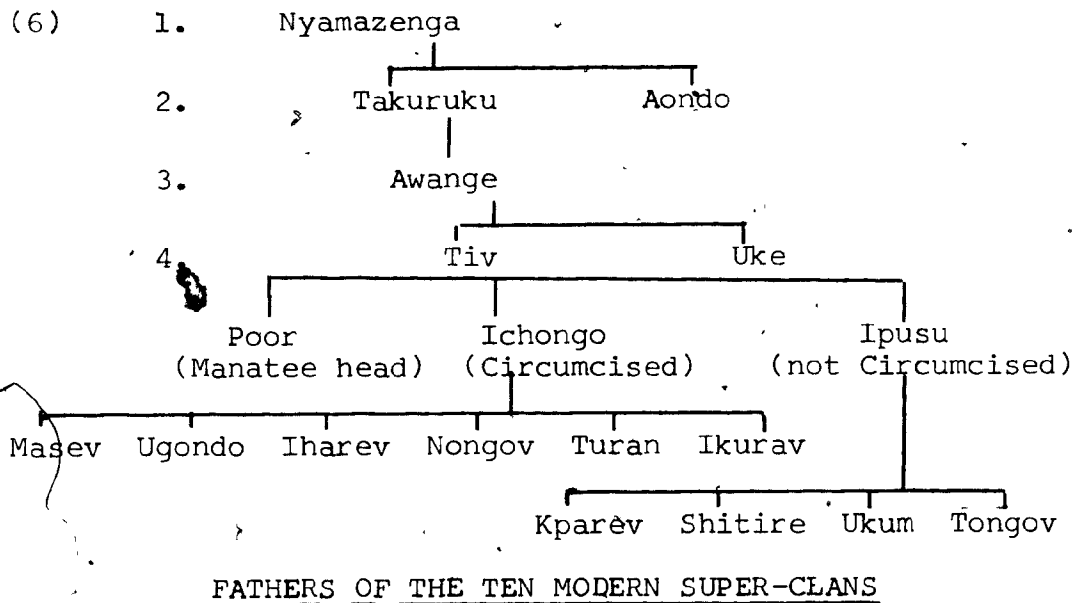 (6) 1. Nyamazenga
2. Takuruku Aondo
3. Awange
4. Tiv Uke
Poor Ichongo Ipusu
(Manatee head) (Circumcised) (not Circumcised)
Masev Ugondo Iharev Nongov Turan Ikurav
Kparev Shitire Ukum Tongov
FATHERS OF THE TEN MODERN SUPER-CLANS